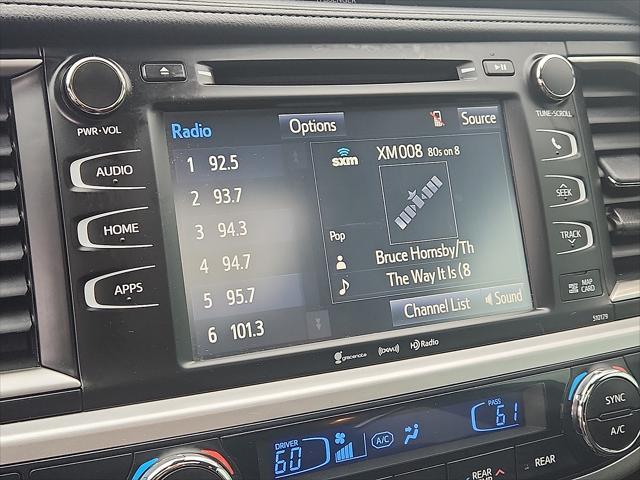 PASSENGER
PWR•VOL
TUNE•SCROLL
AUDIO
HOME
APPS
SEEK
TRACK
MAP CARD
510179
Radio
Options
Source
1 92.5
2 93.7
3 94.3
4 94.7
5 95.7
6 101.3
sxm
XM008 80s on 8
Pop
Bruce Hornsby/Th
The Way It Is (8
Channel List
Sound
gracenote
HD Radio
DRIVER
60
A/C
PASS
61
SYNC
A/C
REAR
REAR